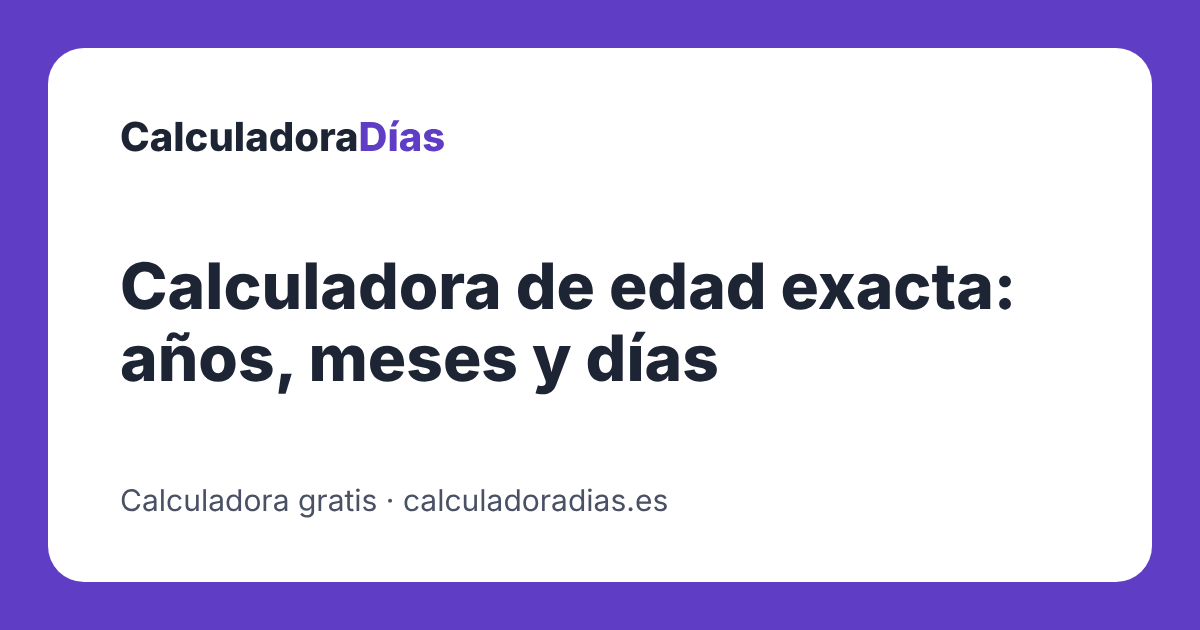 CalculadoraDías
Calculadora de edad exacta:
años, meses y días
Calculadora gratis · calculadoradias.es